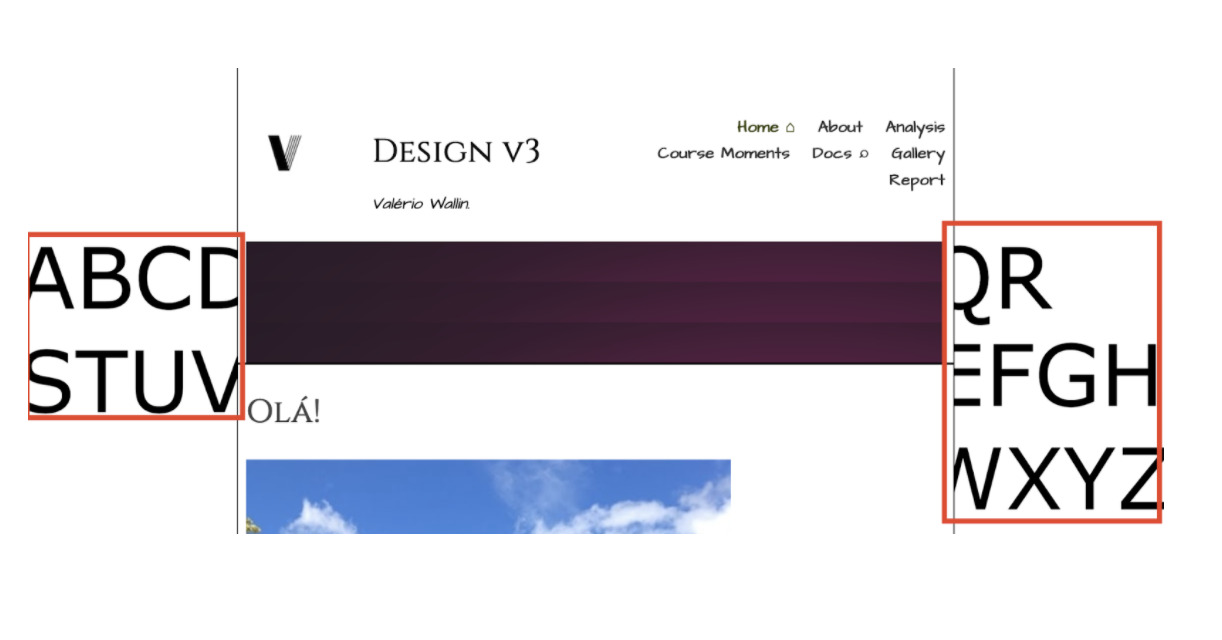 Home ⌂ About Analysis
Course Moments Docs ⌕ Gallery
Report
V
DESIGN V3
Valério Wallin.
ABCD
STUV
QR
EFGH
WXYZ
OLÁ!